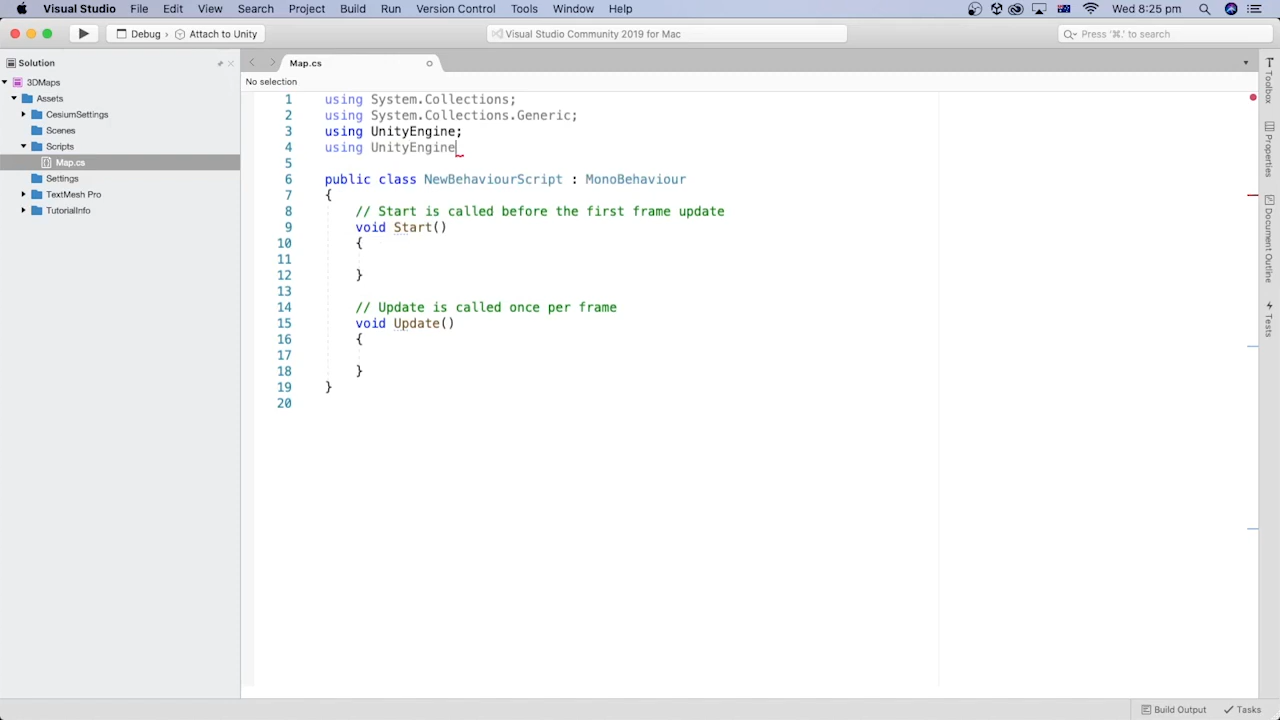 Visual Studio File Edit View Search Project Build Run Version Control Tools Window Help Wed 8:25 pm
Debug Attach to Unity Visual Studio Community 2019 for Mac Press '⌘.' to search
Solution
Map.cs
No selection
3DMaps
Assets
CesiumSettings
Scenes
Scripts
Map.cs
Settings
TextMesh Pro
TutorialInfo
1 using System.Collections;
2 using System.Collections.Generic;
3 using UnityEngine;
4 using UnityEngine
5
6 public class NewBehaviourScript : MonoBehaviour
7 {
8 // Start is called before the first frame update
9 void Start()
10 {
11
12 }
13
14 // Update is called once per frame
15 void Update()
16 {
17
18 }
19 }
20
Toolbox
Properties
Document Outline
Tests
Build Output Tasks